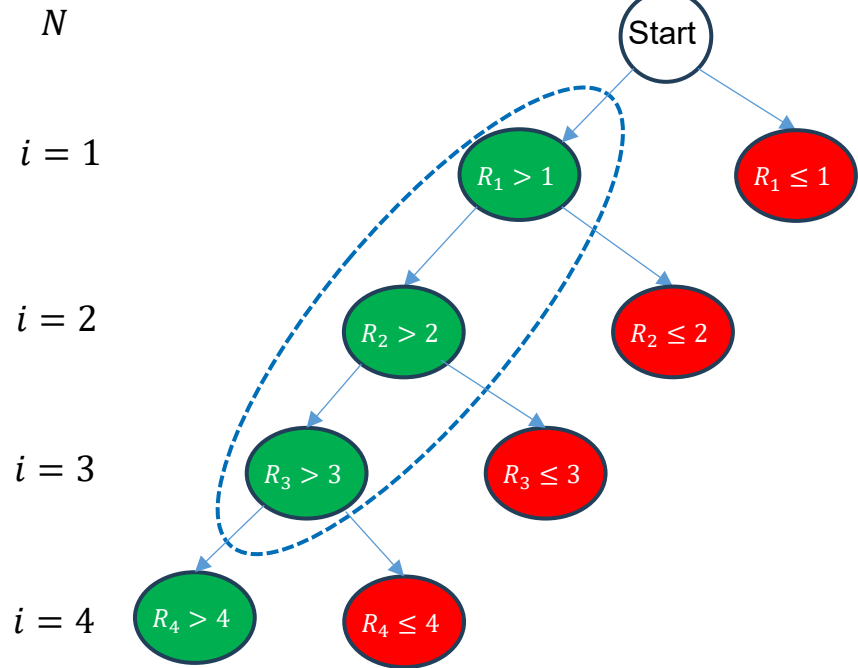 N
Start
i = 1
R₁ > 1
R₁ ≤ 1
i = 2
R₂ > 2
R₂ ≤ 2
i = 3
R₃ > 3
R₃ ≤ 3
i = 4
R₄ > 4
R₄ ≤ 4